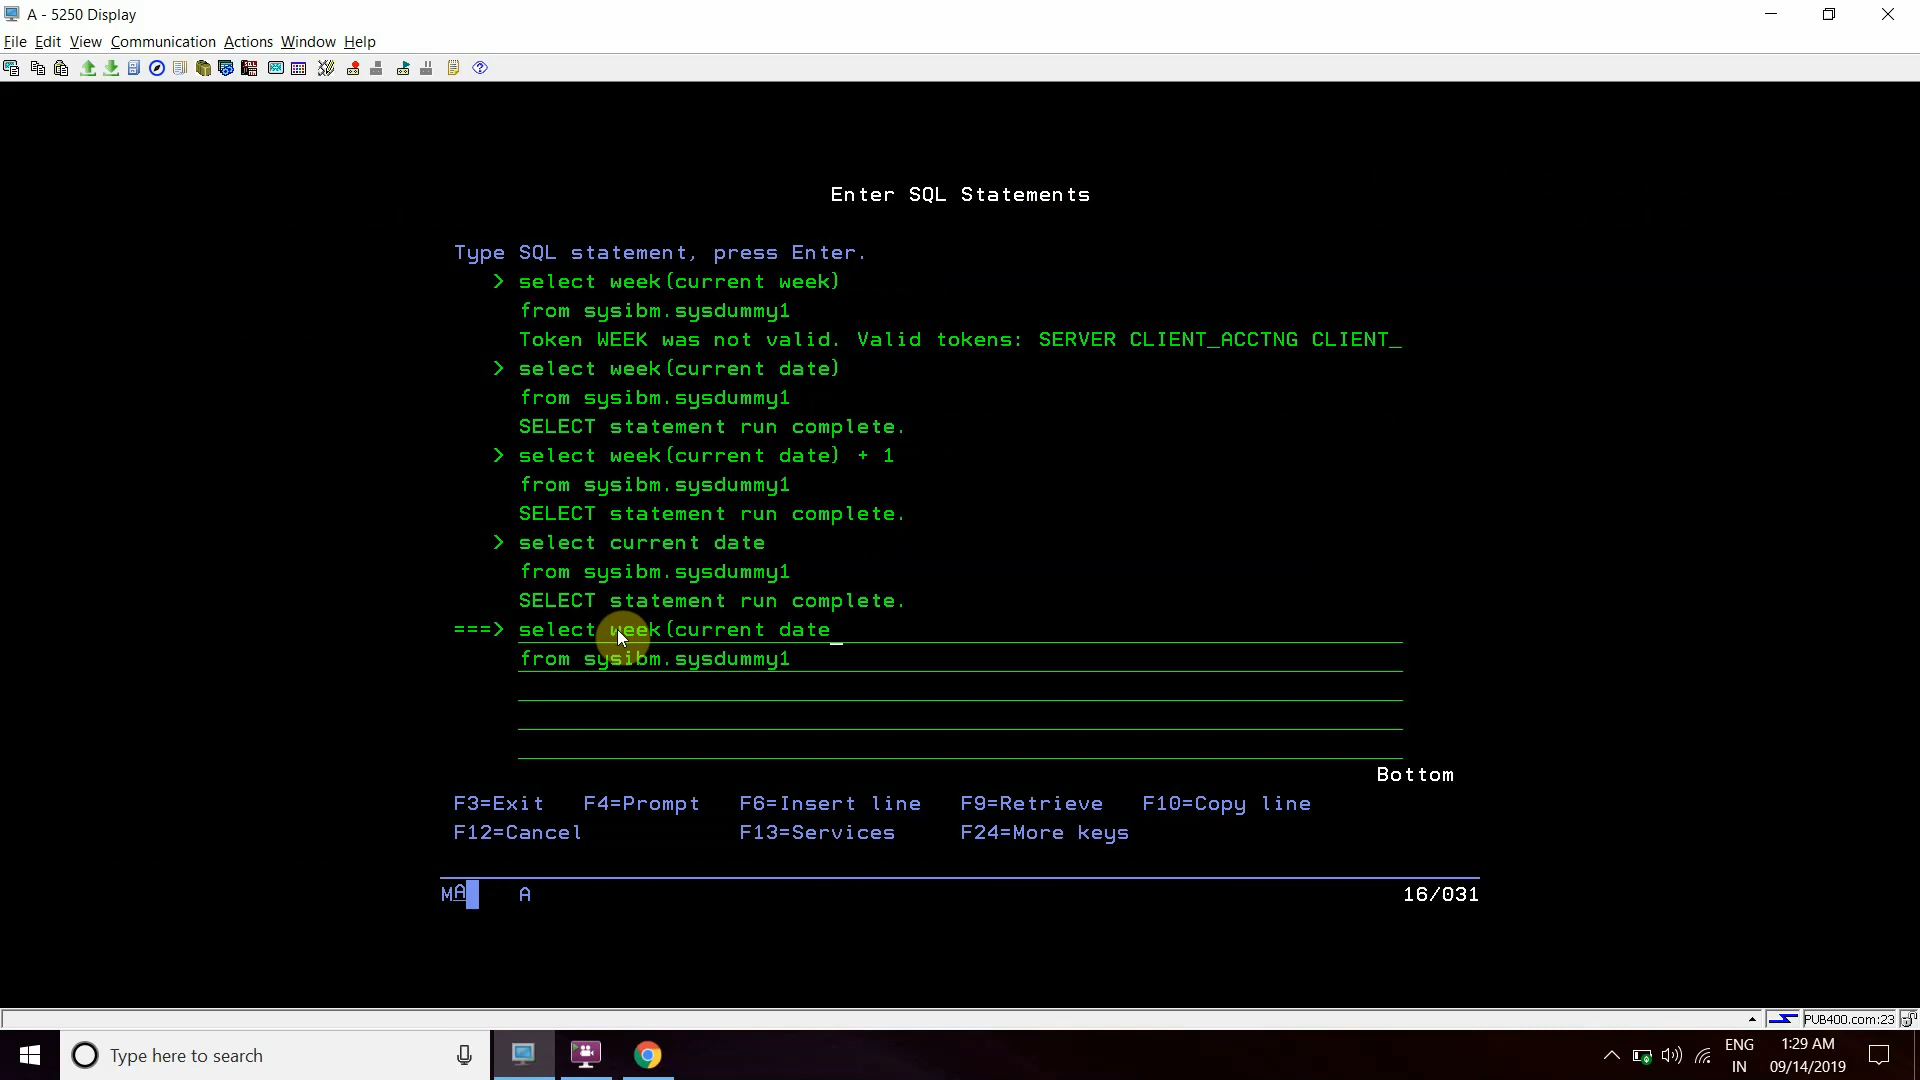 A - 5250 Display
File Edit View Communication Actions Window Help
Enter SQL Statements
Type SQL statement, press Enter.
> select week(current week)
from sysibm.sysdummy1
Token WEEK was not valid. Valid tokens: SERVER CLIENT_ACCTNG CLIENT_
> select week(current date)
from sysibm.sysdummy1
SELECT statement run complete.
> select week(current date) + 1
from sysibm.sysdummy1
SELECT statement run complete.
> select current date
from sysibm.sysdummy1
SELECT statement run complete.
===> select week(current date_
from sysibm.sysdummy1
Bottom
F3=Exit F4=Prompt F6=Insert line F9=Retrieve F10=Copy line
F12=Cancel F13=Services F24=More keys
MA A 16/031
PUB400.com:23
Type here to search
ENG 1:29 AM
IN 09/14/2019